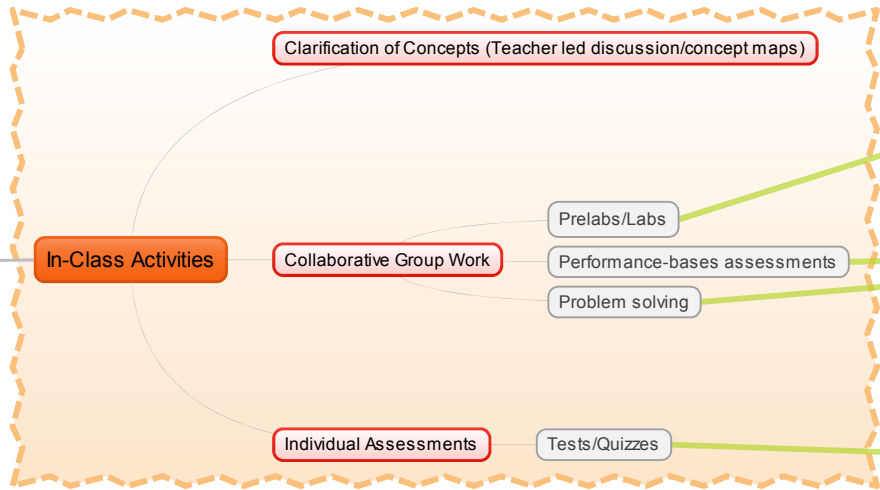 Clarification of Concepts (Teacher led discussion/concept maps)
In-Class Activities
Collaborative Group Work
Prelabs/Labs
Performance-bases assessments
Problem solving
Individual Assessments
Tests/Quizzes